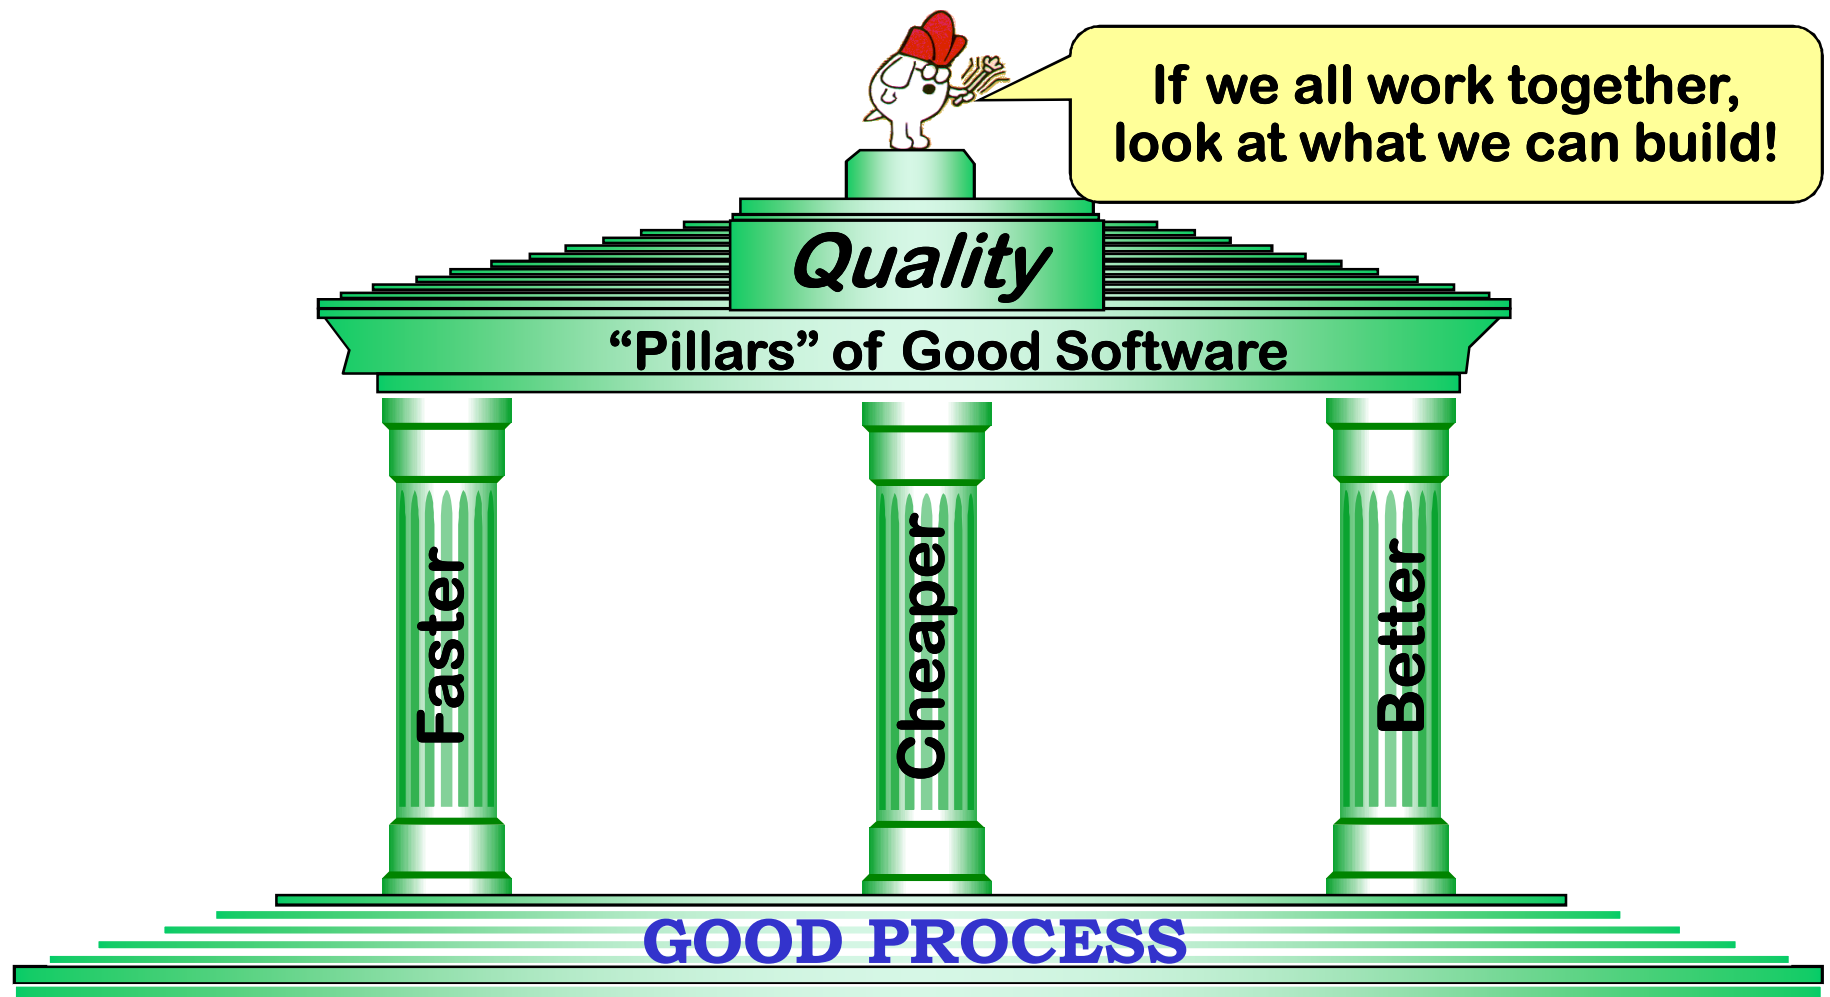 If we all work together,
look at what we can build!
Quality
“Pillars” of Good Software
Faster
Cheaper
Better
GOOD PROCESS